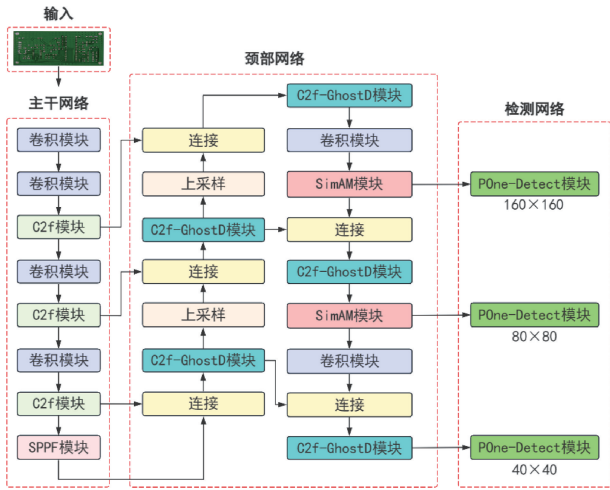 输入
主干网络
卷积模块
卷积模块
C2f模块
卷积模块
C2f模块
卷积模块
C2f模块
SPPF模块
颈部网络
连接
上采样
C2f-GhostD模块
连接
上采样
C2f-GhostD模块
连接
C2f-GhostD模块
卷积模块
SimAM模块
连接
C2f-GhostD模块
SimAM模块
卷积模块
连接
C2f-GhostD模块
检测网络
POne-Detect模块
160×160
POne-Detect模块
80×80
POne-Detect模块
40×40